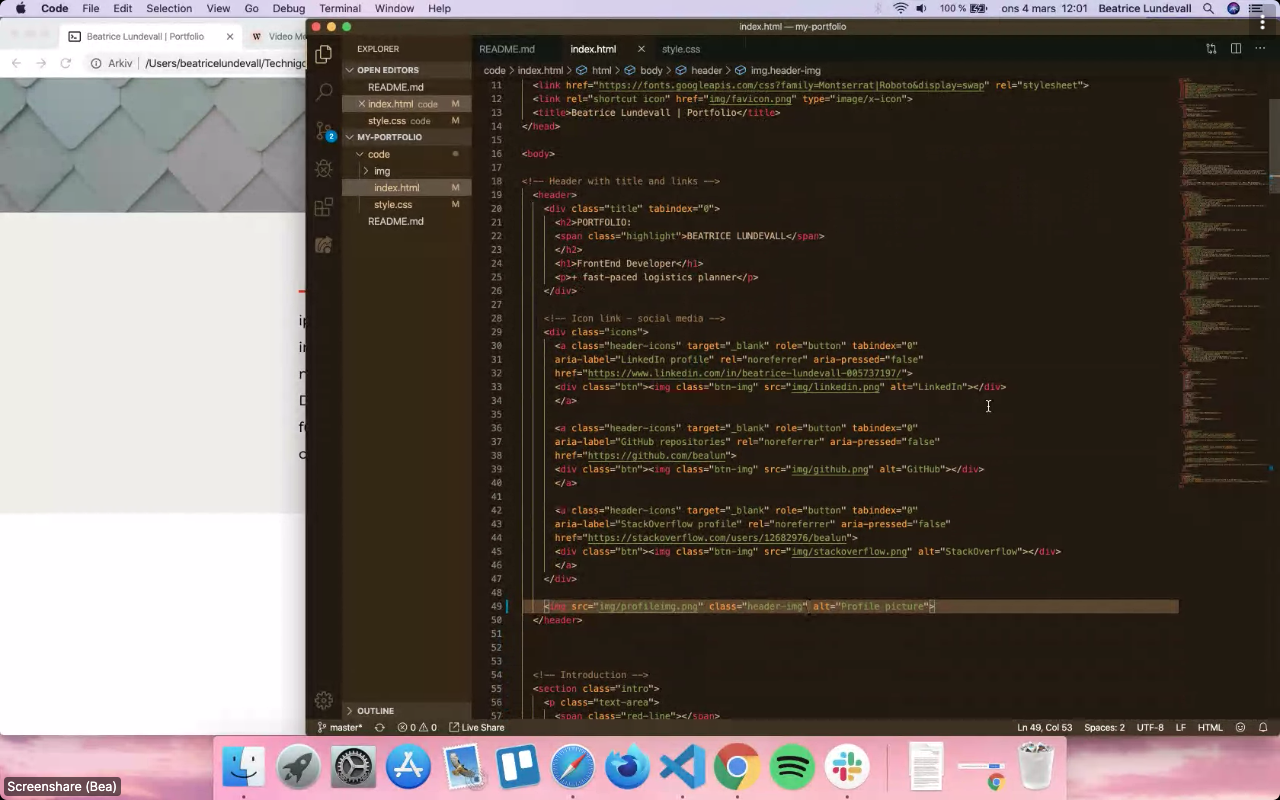 Code File Edit Selection View Go Debug Terminal Window Help 100 % ons 4 mars 12:01 Beatrice Lundevall
Beatrice Lundevall | Portfolio
Video Me
Arkiv | /Users/beatricelundevall/Technigo
index.html — my-portfolio
EXPLORER
OPEN EDITORS
README.md
index.html code M
style.css code M
MY-PORTFOLIO
code
img
index.html M
style.css M
README.md
2
OUTLINE
README.md index.html style.css
code > index.html > html > body > header > img.header-img
11 <link href="https://fonts.googleapis.com/css?family=Montserrat|Roboto&display=swap" rel="stylesheet">
12 <link rel="shortcut icon" href="img/favicon.png" type="image/x-icon">
13 <title>Beatrice Lundevall | Portfolio</title>
14 </head>
15
16 <body>
17
18 <!-- Header with title and links -->
19 <header>
20 <div class="title" tabindex="0">
21 <h2>PORTFOLIO:
22 <span class="highlight">BEATRICE LUNDEVALL</span>
23 </h2>
24 <h1>FrontEnd Developer</h1>
25 <p>+ fast-paced logistics planner</p>
26 </div>
27
28 <!-- Icon link - social media -->
29 <div class="icons">
30 <a class="header-icons" target="_blank" role="button" tabindex="0"
31 aria-label="LinkedIn profile" rel="noreferrer" aria-pressed="false"
32 href="https://www.linkedin.com/in/beatrice-lundevall-005737197/">
33 <div class="btn"><img class="btn-img" src="img/linkedin.png" alt="LinkedIn"></div>
34 </a>
35
36 <a class="header-icons" target="_blank" role="button" tabindex="0"
37 aria-label="GitHub repositories" rel="noreferrer" aria-pressed="false"
38 href="https://github.com/bealun">
39 <div class="btn"><img class="btn-img" src="img/github.png" alt="GitHub"></div>
40 </a>
41
42 <a class="header-icons" target="_blank" role="button" tabindex="0"
43 aria-label="StackOverflow profile" rel="noreferrer" aria-pressed="false"
44 href="https://stackoverflow.com/users/12682976/bealun">
45 <div class="btn"><img class="btn-img" src="img/stackoverflow.png" alt="StackOverflow"></div>
46 </a>
47 </div>
48
49 <img src="img/profileimg.png" class="header-img" alt="Profile picture">
50 </header>
51
52
53
54 <!-- Introduction -->
55 <section class="intro">
56 <p class="text-area">
57 <span class="red-line"></span>
master* 0 0 Live Share Ln 49, Col 53 Spaces: 2 UTF-8 LF HTML
Screenshare (Bea)